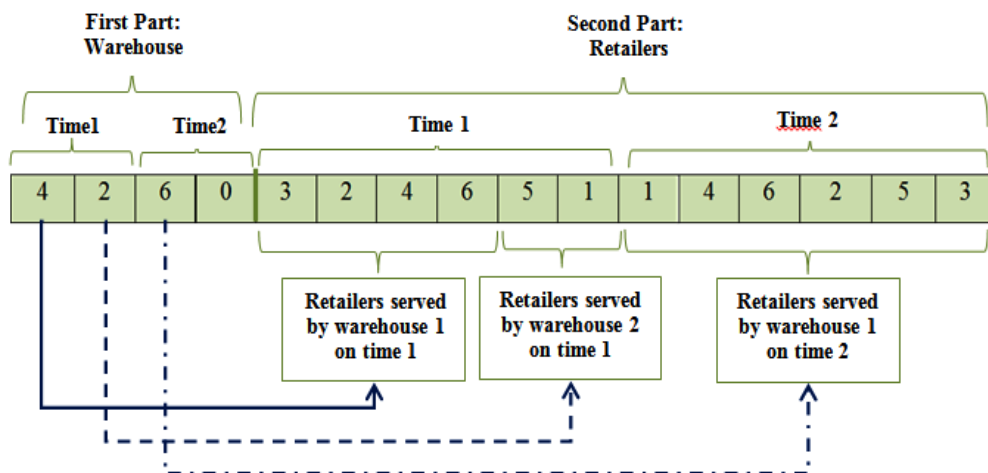 First Part:
Warehouse
Second Part:
Retailers
Time1
Time2
Time 1
Time 2
4 2 6 0 3 2 4 6 5 1 1 4 6 2 5 3
Retailers served
by warehouse 1
on time 1
Retailers served
by warehouse 2
on time 1
Retailers served
by warehouse 1
on time 2